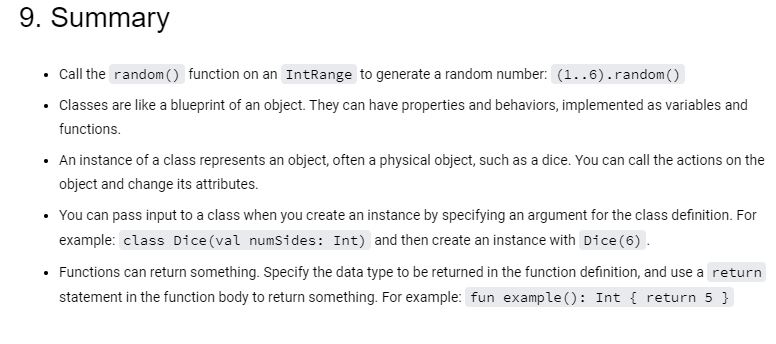 9. Summary
• Call the random() function on an IntRange to generate a random number: (1..6).random()
• Classes are like a blueprint of an object. They can have properties and behaviors, implemented as variables and
functions.
• An instance of a class represents an object, often a physical object, such as a dice. You can call the actions on the
object and change its attributes.
• You can pass input to a class when you create an instance by specifying an argument for the class definition. For
example: class Dice(val numSides: Int) and then create an instance with Dice(6).
• Functions can return something. Specify the data type to be returned in the function definition, and use a return
statement in the function body to return something. For example: fun example(): Int { return 5 }